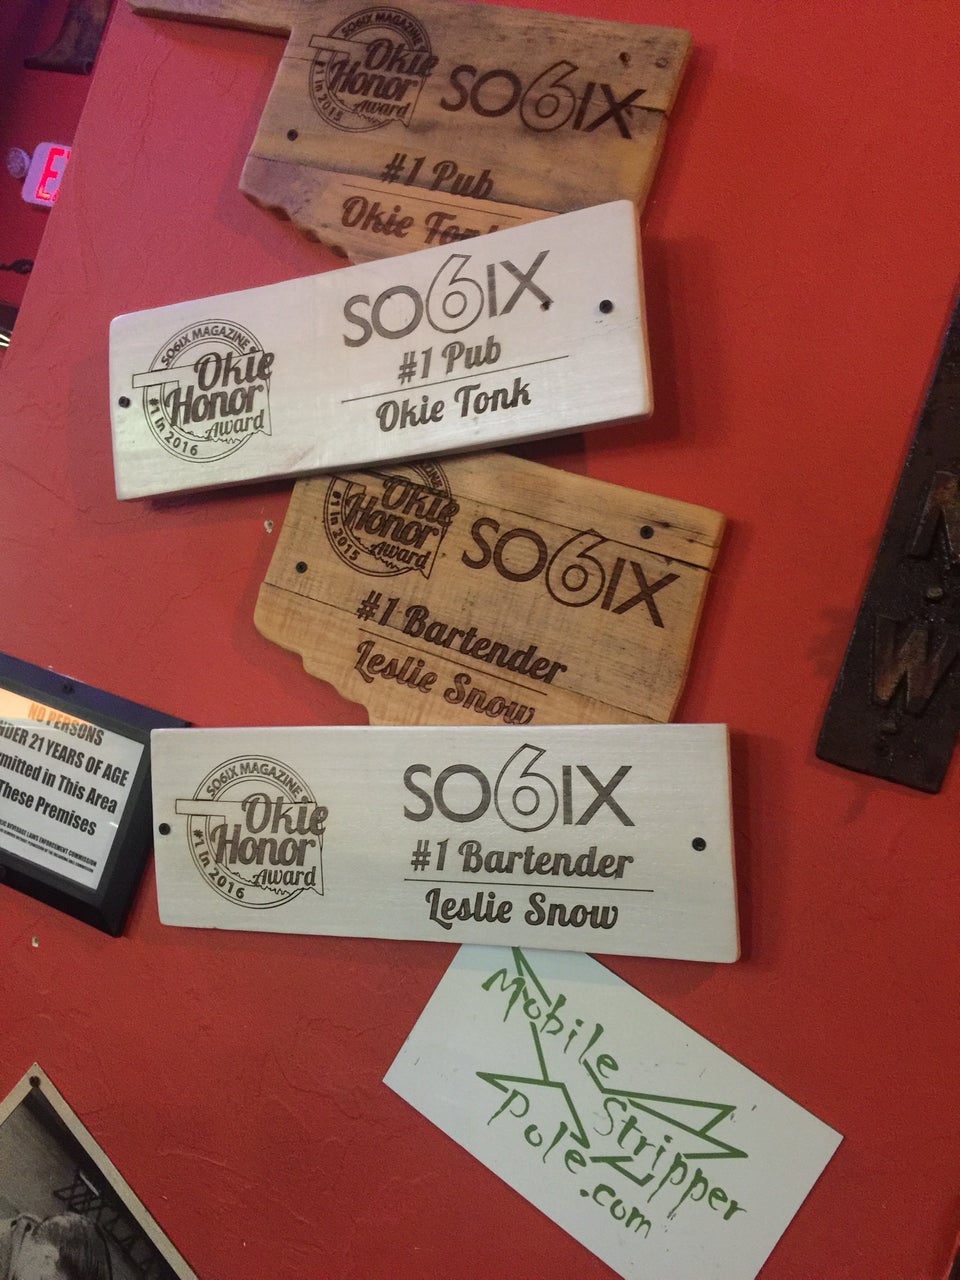 SO6IX MAGAZINE
Okie
Honor
Award
#1 in 2015
SO6IX
#1 Pub
Okie Tonk
SO6IX MAGAZINE
Okie
Honor
Award
#1 in 2016
SO6IX
#1 Pub
Okie Tonk
Okie
Honor
Award
#1 in 2015
SO6IX
#1 Bartender
Leslie Snow
SO6IX MAGAZINE
Okie
Honor
Award
#1 in 2016
SO6IX
#1 Bartender
Leslie Snow
NO PERSONS
UNDER 21 YEARS OF AGE
rmitted in This Area
These Premises
Mobile
Stripper
Pole
.com
W